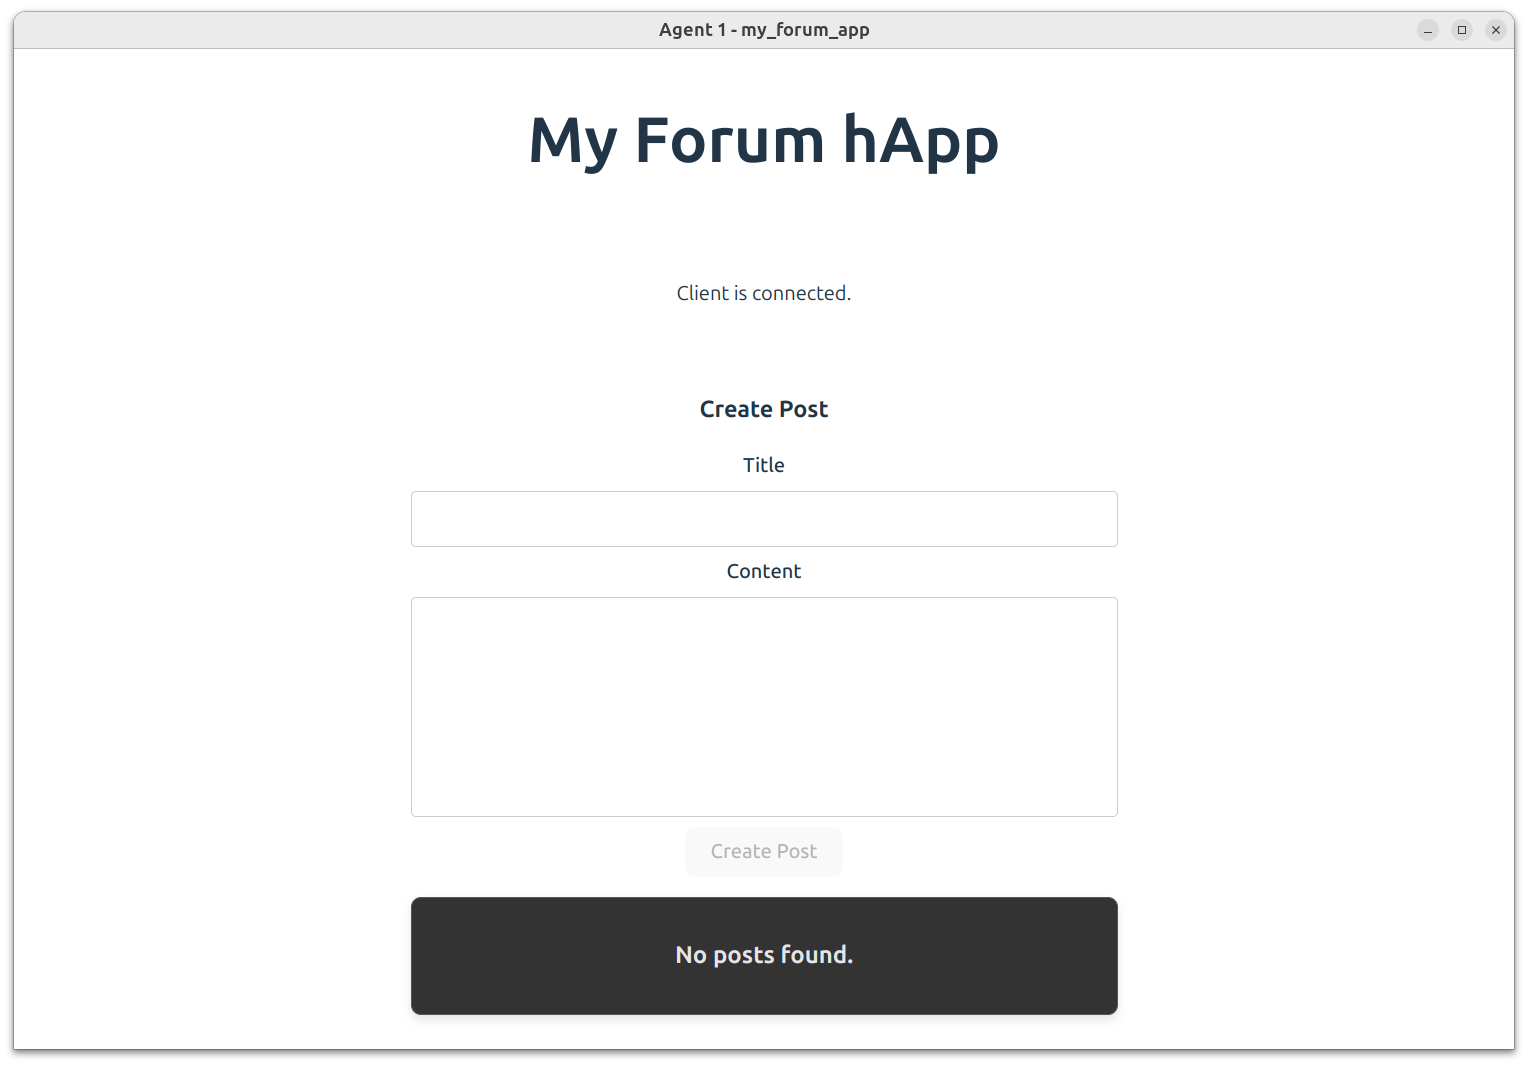 Agent 1 - my_forum_app
My Forum hApp
Client is connected.
Create Post
Title
Content
Create Post
No posts found.